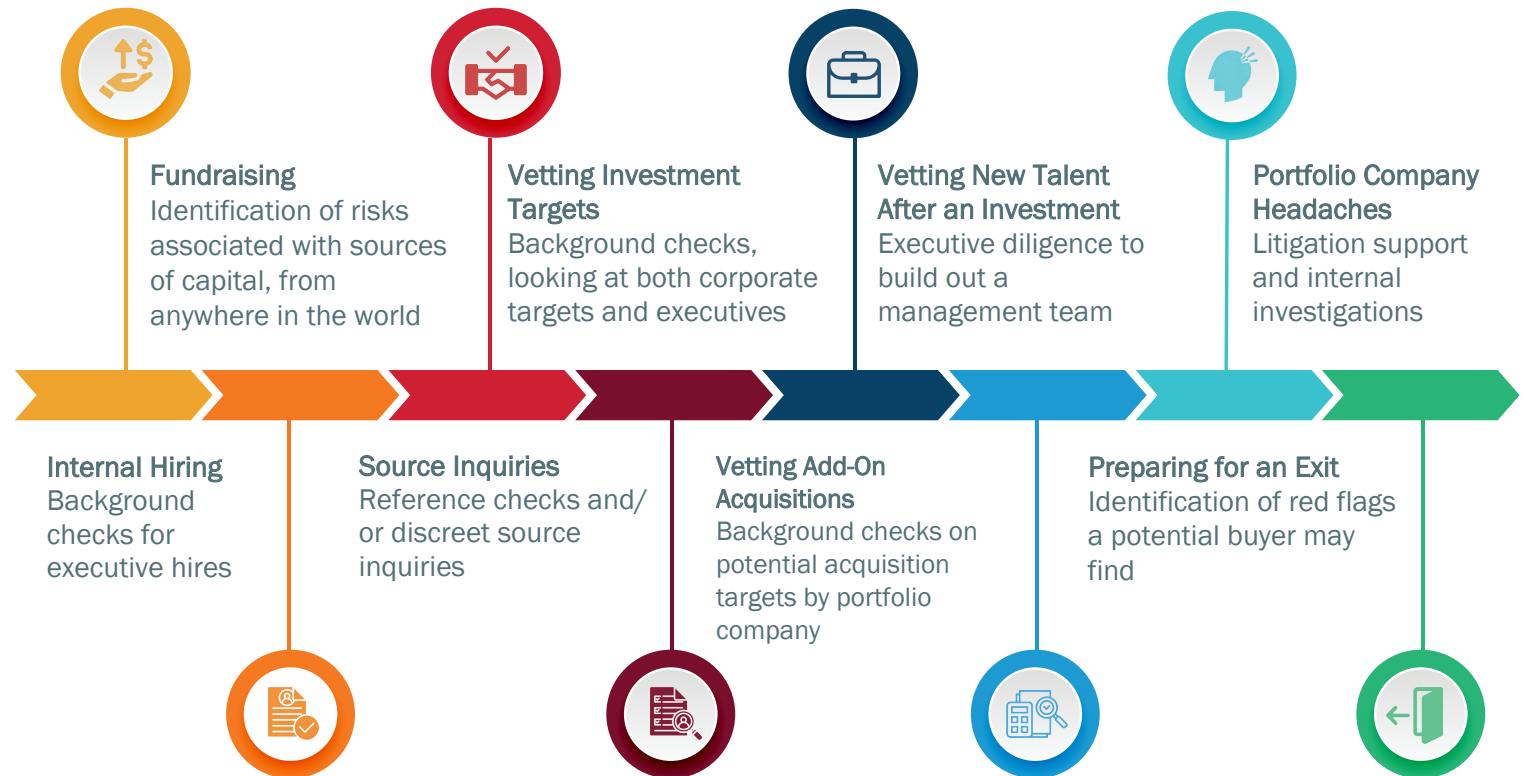 Fundraising
Identification of risks
associated with sources
of capital, from
anywhere in the world
Vetting Investment
Targets
Background checks,
looking at both corporate
targets and executives
Vetting New Talent
After an Investment
Executive diligence to
build out a
management team
Portfolio Company
Headaches
Litigation support
and internal
investigations
Internal Hiring
Background
checks for
executive hires
Source Inquiries
Reference checks and/
or discreet source
inquiries
Vetting Add-On
Acquisitions
Background checks on
potential acquisition
targets by portfolio
company
Preparing for an Exit
Identification of red flags
a potential buyer may
find